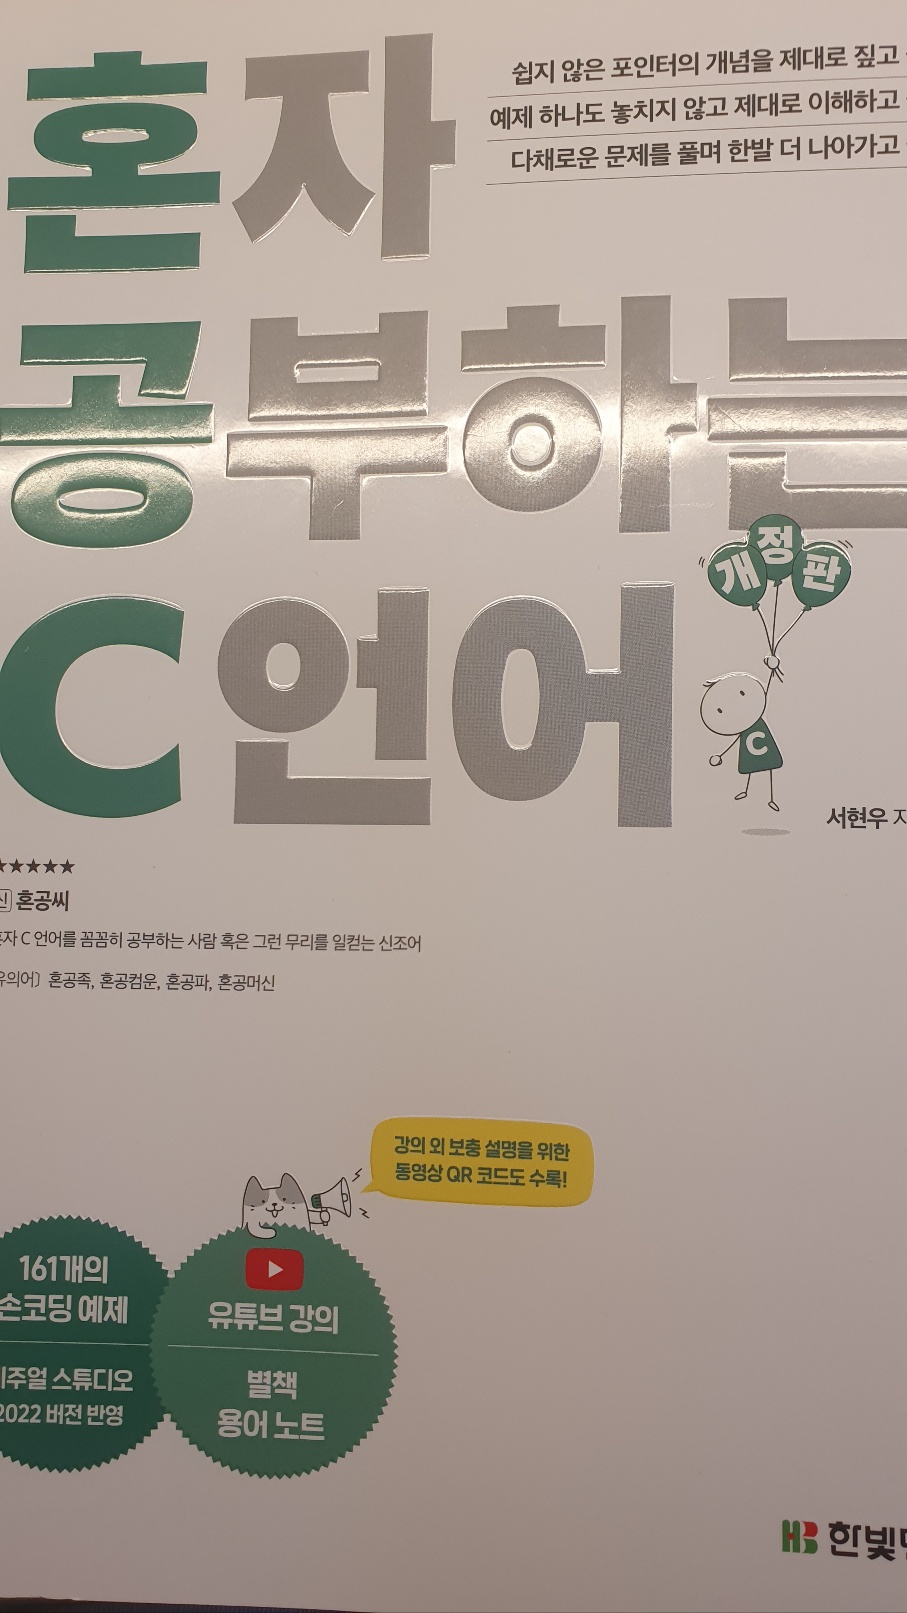 혼자
공부하는
C 언어
쉽지 않은 포인터의 개념을 제대로 짚고
예제 하나도 놓치지 않고 제대로 이해하고
다채로운 문제를 풀며 한발 더 나아가고
개정판
C
서현우
★★★★★
혼공씨
C 언어를 꼼꼼히 공부하는 사람 혹은 그런 무리를 일컫는 신조어
혼공족, 혼공컴운, 혼공파, 혼공머신
강의 외 보충 설명을 위한
동영상 QR 코드도 수록!
161개의
손코딩 예제
스튜디오
2022 버전 반영
유튜브 강의
별책
용어 노트
HB 한빛